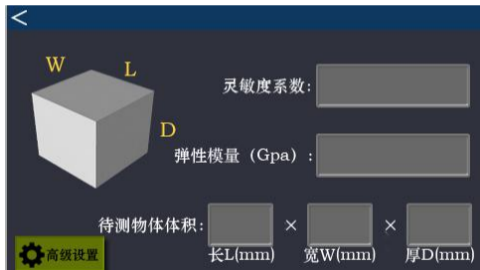 <
W
L
灵敏度系数:
D
弹性模量（Gpa）:
待测物体体积: × ×
高级设置
长L(mm) 宽W(mm) 厚D(mm)